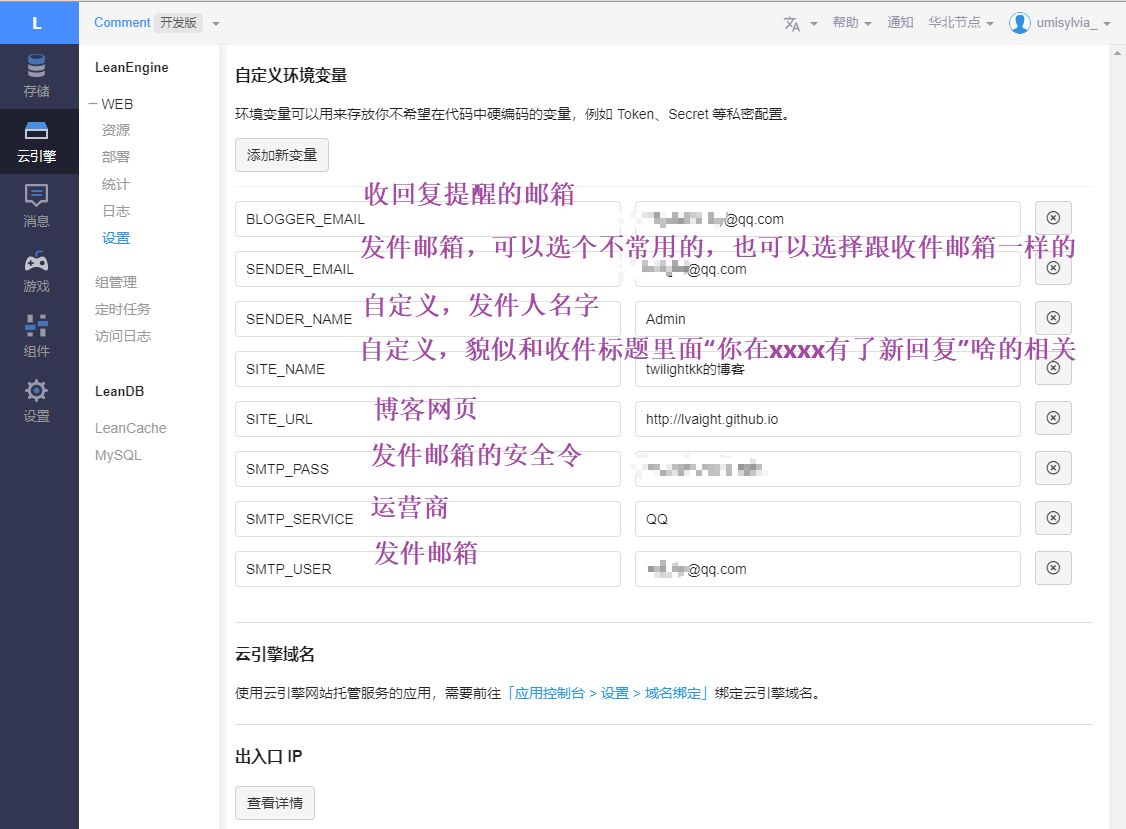 L
Comment 开发版
帮助
通知
华北节点
umisylvia_
存储
云引擎
消息
游戏
组件
设置
LeanEngine
WEB
资源
部署
统计
日志
设置
组管理
定时任务
访问日志
LeanDB
LeanCache
MySQL
自定义环境变量
环境变量可以用来存放你不希望在代码中硬编码的变量，例如 Token、Secret 等私密配置。
添加新变量
收回复提醒的邮箱
BLOGGER_EMAIL
@qq.com
发件邮箱，可以选个不常用的，也可以选择跟收件邮箱一样的
SENDER_EMAIL
@qq.com
自定义，发件人名字
SENDER_NAME
Admin
自定义，貌似和收件标题里面“你在xxxx有了新回复”啥的相关
SITE_NAME
twilightkk的博客
博客网页
SITE_URL
http://lvaight.github.io
发件邮箱的安全令
SMTP_PASS
运营商
SMTP_SERVICE
QQ
发件邮箱
SMTP_USER
@qq.com
云引擎域名
使用云引擎网站托管服务的应用，需要前往「应用控制台 > 设置 > 域名绑定」绑定云引擎域名。
出入口 IP
查看详情